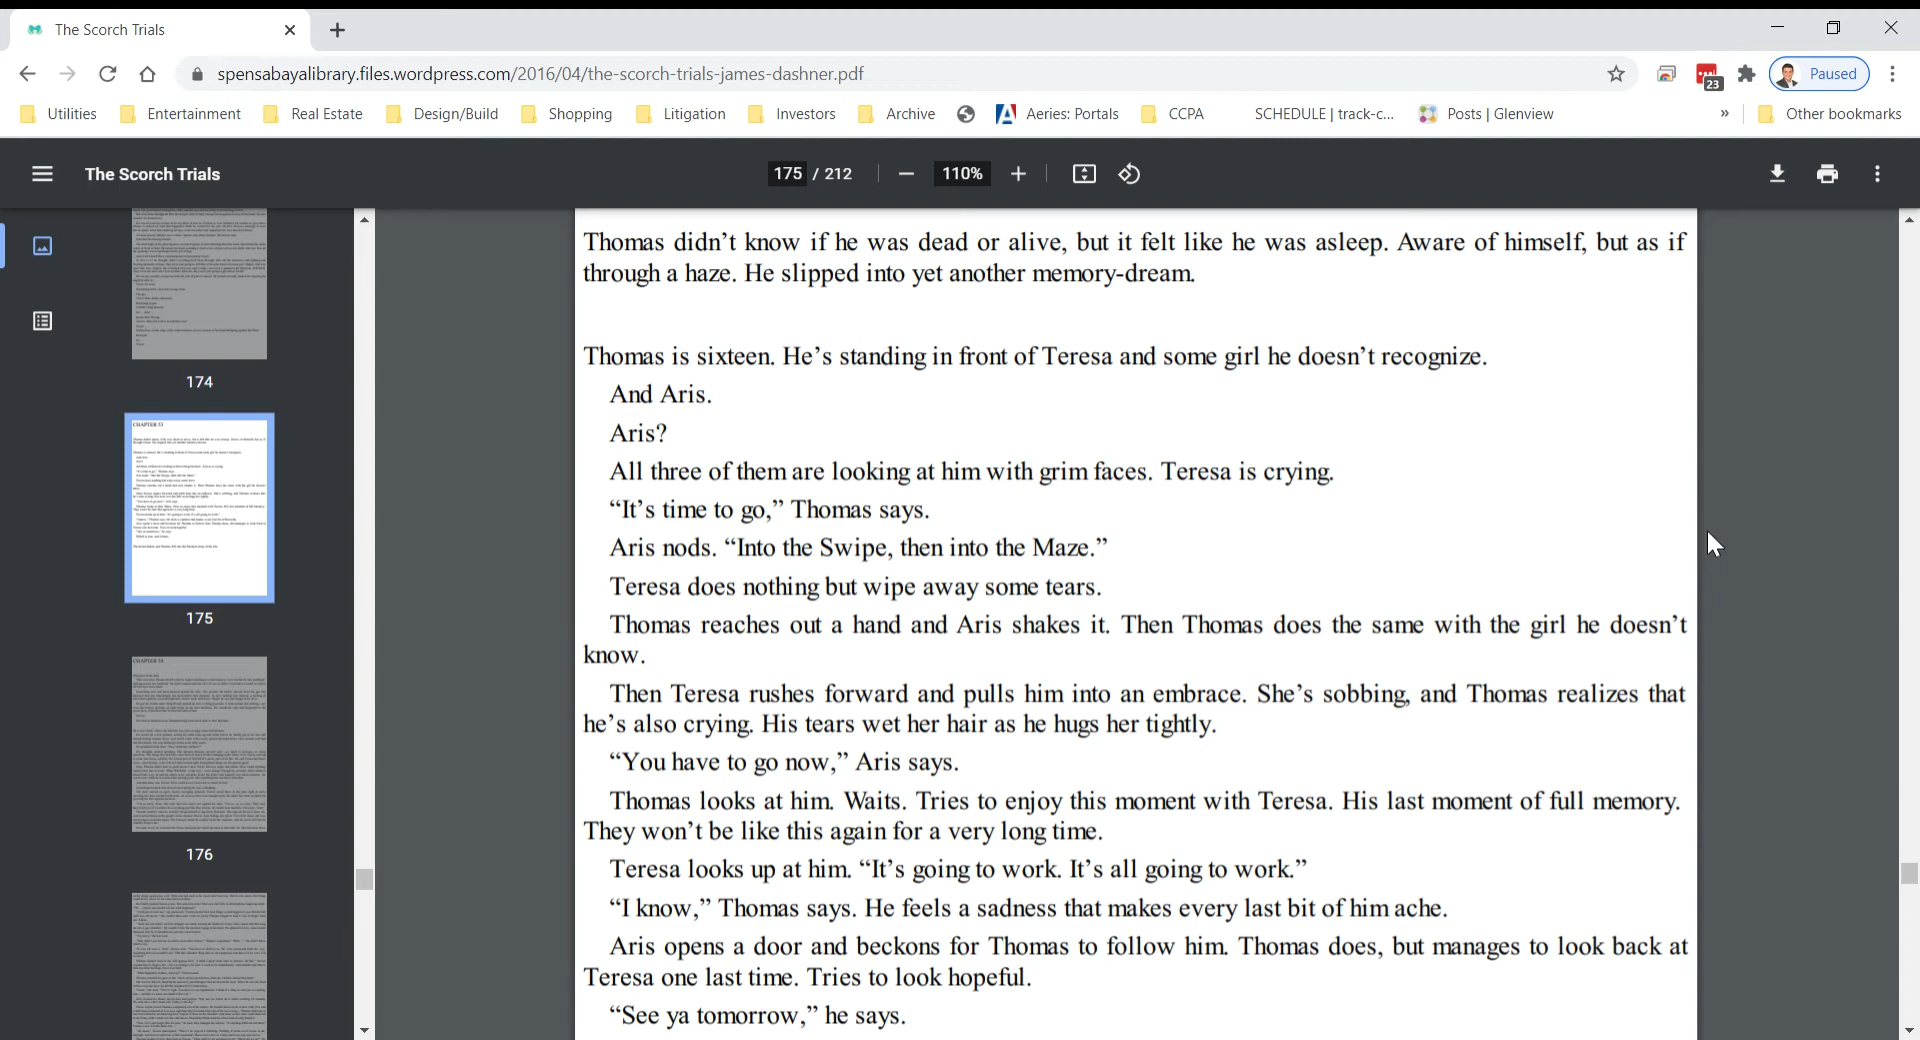 The Scorch Trials
spensabayalibrary.files.wordpress.com/2016/04/the-scorch-trials-james-dashner.pdf
23
Paused
Utilities
Entertainment
Real Estate
Design/Build
Shopping
Litigation
Investors
Archive
Aeries: Portals
CCPA
SCHEDULE | track-c...
Posts | Glenview
»
Other bookmarks
The Scorch Trials
175 / 212
110%
174
CHAPTER 53
175
CHAPTER 54
176
Thomas didn’t know if he was dead or alive, but it felt like he was asleep. Aware of himself, but as if
through a haze. He slipped into yet another memory-dream.
Thomas is sixteen. He’s standing in front of Teresa and some girl he doesn’t recognize.
And Aris.
Aris?
All three of them are looking at him with grim faces. Teresa is crying.
“It’s time to go,” Thomas says.
Aris nods. “Into the Swipe, then into the Maze.”
Teresa does nothing but wipe away some tears.
Thomas reaches out a hand and Aris shakes it. Then Thomas does the same with the girl he doesn’t
know.
Then Teresa rushes forward and pulls him into an embrace. She’s sobbing, and Thomas realizes that
he’s also crying. His tears wet her hair as he hugs her tightly.
“You have to go now,” Aris says.
Thomas looks at him. Waits. Tries to enjoy this moment with Teresa. His last moment of full memory.
They won’t be like this again for a very long time.
Teresa looks up at him. “It’s going to work. It’s all going to work.”
“I know,” Thomas says. He feels a sadness that makes every last bit of him ache.
Aris opens a door and beckons for Thomas to follow him. Thomas does, but manages to look back at
Teresa one last time. Tries to look hopeful.
“See ya tomorrow,” he says.